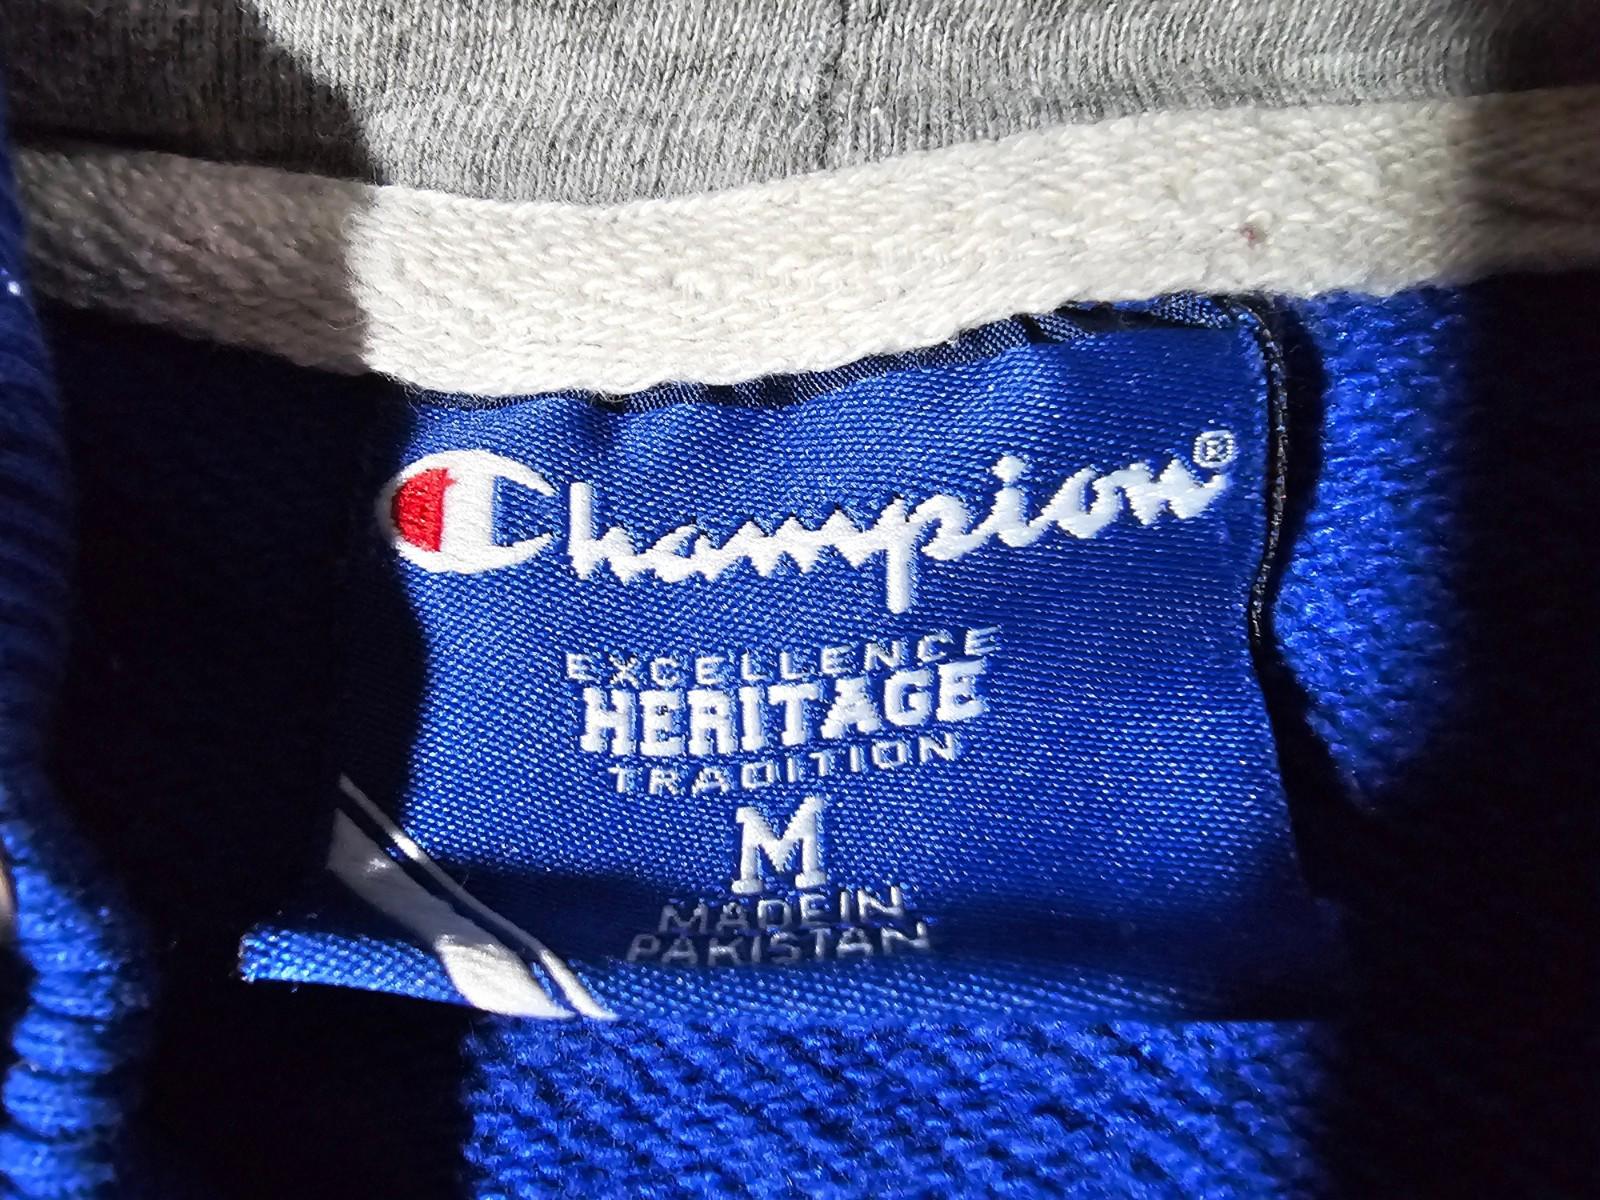 Champion®
EXCELLENCE
HERITAGE
TRADITION
M
MADE IN
PAKISTAN